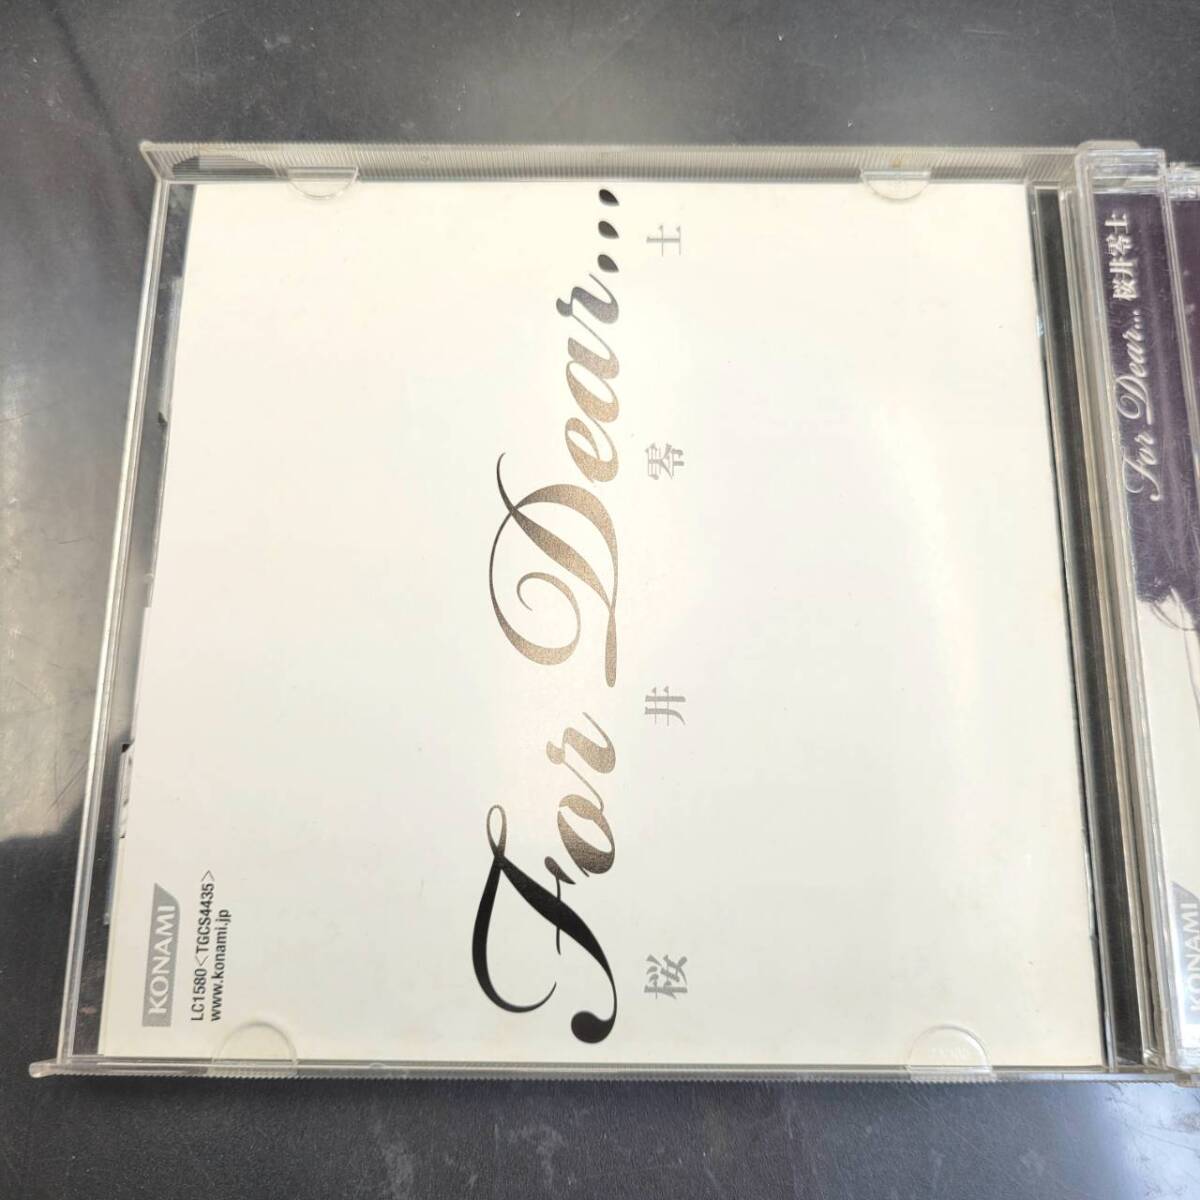 For Dear...
桜井零士
KONAMI
LC1580<TGCS4435>
www.konami.jp
For Dear... 桜井零士
KONAMI